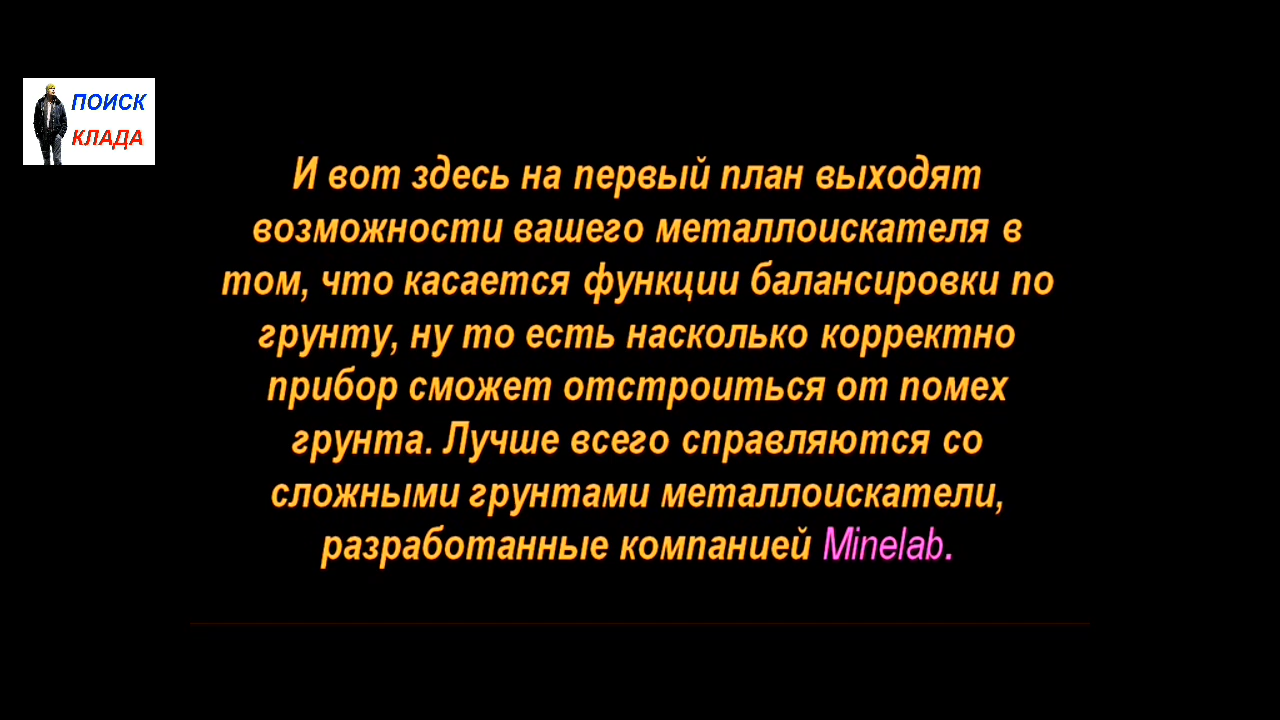 ПОИСК
КЛАДА
И вот здесь на первый план выходят
возможности вашего металлоискателя в
том, что касается функции балансировки по
грунту, ну то есть насколько корректно
прибор сможет отстроиться от помех
грунта. Лучше всего справляются со
сложными грунтами металлоискатели,
разработанные компанией Minelab.